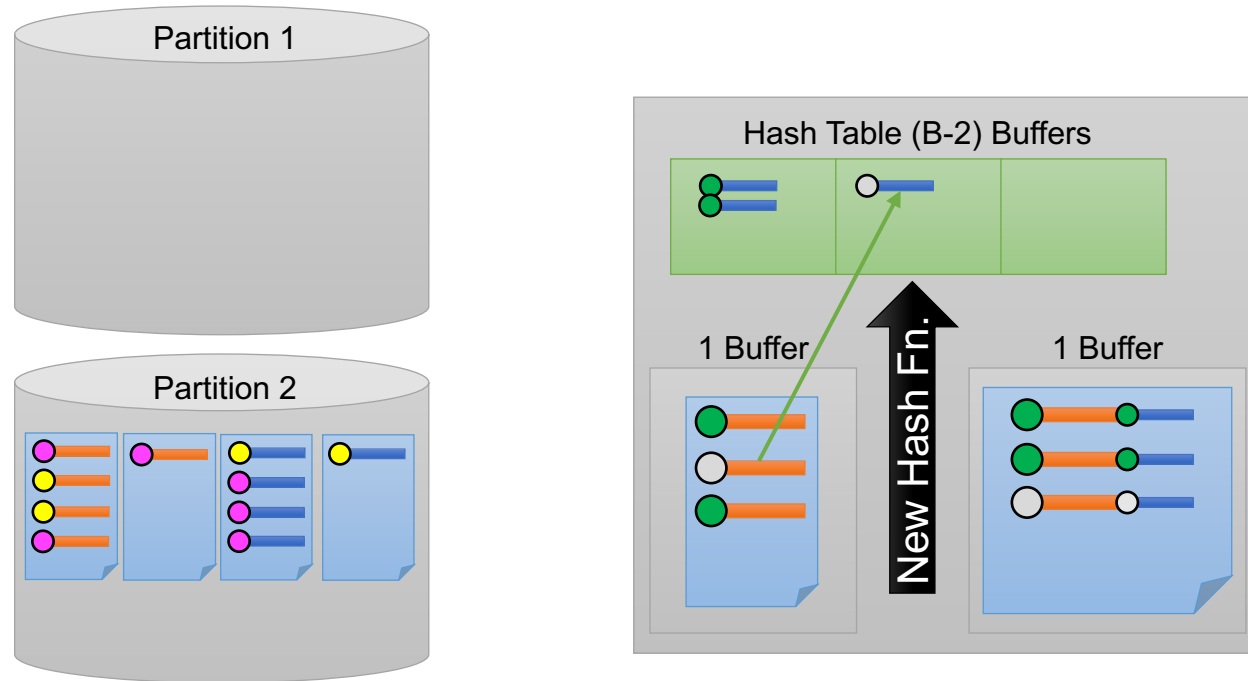 Partition 1
Partition 2
Hash Table (B-2) Buffers
1 Buffer
New Hash Fn.
1 Buffer